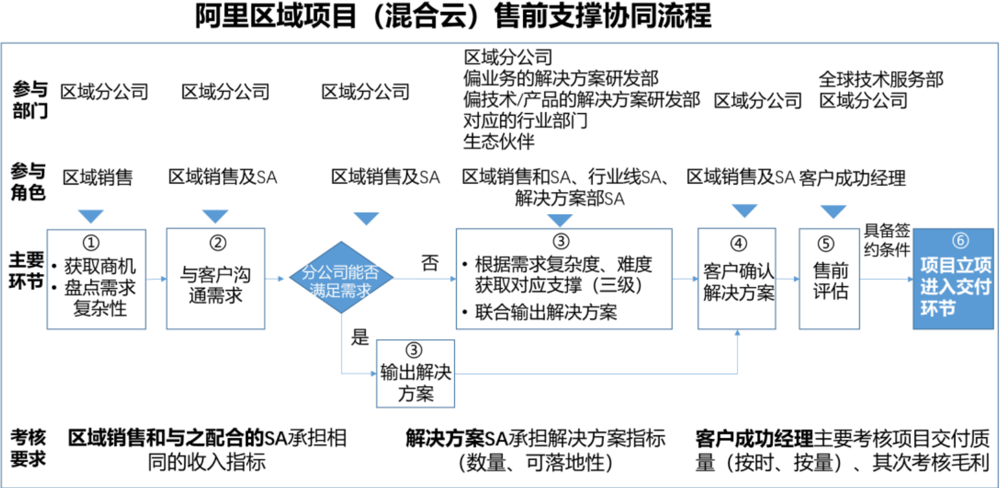 阿里区域项目（混合云）售前支撑协同流程
参与
部门
区域分公司
区域分公司
区域分公司
区域分公司
偏业务的解决方案研发部
偏技术/产品的解决方案研发部
对应的行业部门
生态伙伴
区域分公司
全球技术服务部
区域分公司
参与
角色
区域销售
区域销售及SA
区域销售及SA
区域销售和SA、行业线SA、
解决方案部SA
区域销售及SA
客户成功经理
主要
环节
①
• 获取商机
• 盘点需求
复杂性
②
与客户沟
通需求
分公司能否
满足需求
否
是
③
• 根据需求复杂度、难度
获取对应支撑（三级）
• 联合输出解决方案
③
输出解决
方案
④
客户确认
解决方案
⑤
售前
评估
具备签
约条件
⑥
项目立项
进入交付
环节
考核
要求
区域销售和与之配合的SA承担相
同的收入指标
解决方案SA承担解决方案指标
（数量、可落地性）
客户成功经理主要考核项目交付质
量（按时、按量）、其次考核毛利